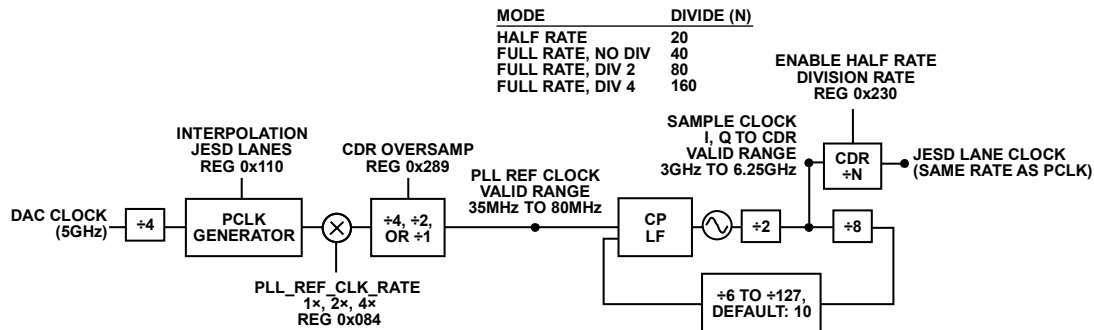 MODE DIVIDE (N)
HALF RATE 20
FULL RATE, NO DIV 40
FULL RATE, DIV 2 80
FULL RATE, DIV 4 160
ENABLE HALF RATE
DIVISION RATE
REG 0x230
INTERPOLATION
JESD LANES
REG 0x110
CDR OVERSAMP
REG 0x289
PLL REF CLOCK
VALID RANGE
35MHz TO 80MHz
SAMPLE CLOCK
I, Q TO CDR
VALID RANGE
3GHz TO 6.25GHz
CDR
÷N
JESD LANE CLOCK
(SAME RATE AS PCLK)
DAC CLOCK
(5GHz)
÷4
PCLK
GENERATOR
÷4, ÷2,
OR ÷1
CP
LF
÷2
÷8
PLL_REF_CLK_RATE
1×, 2×, 4×
REG 0x084
÷6 TO ÷127,
DEFAULT: 10